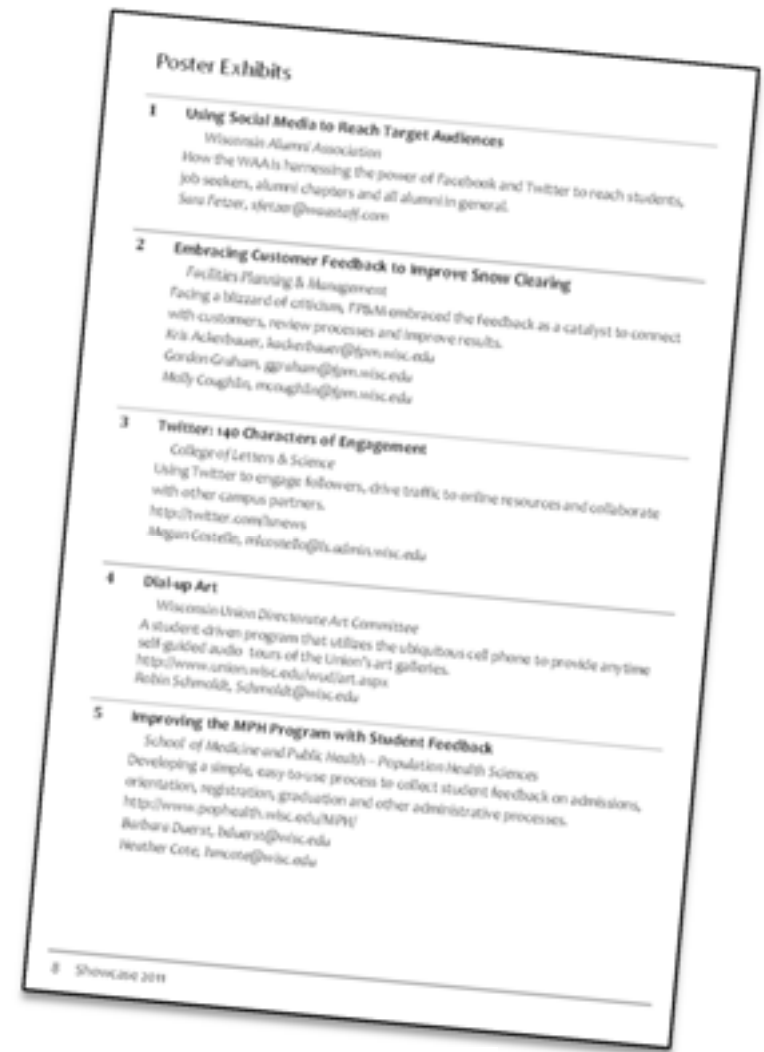 Poster Exhibits
1 Using Social Media to Reach Target Audiences
Wisconsin Alumni Association
How the WAA is harnessing the power of Facebook and Twitter to reach students,
job seekers, alumni chapters and all alumni in general.
Sara Fetzer, sfetzer@waastaff.com
2 Embracing Customer Feedback to Improve Snow Clearing
Facilities Planning & Management
Facing a blizzard of criticism, FP&M embraced the feedback as a catalyst to connect
with customers, review processes and improve results.
Kris Ackerbauer, kackerbauer@fpm.wisc.edu
Gordon Graham, ggraham@fpm.wisc.edu
Molly Coughlin, mcoughlin@fpm.wisc.edu
3 Twitter: 140 Characters of Engagement
College of Letters & Science
Using Twitter to engage followers, drive traffic to online resources and collaborate
with other campus partners.
http://twitter.com/lsnews
Megan Costello, mlcostello@ls.admin.wisc.edu
4 Dial-up Art
Wisconsin Union Directorate Art Committee
A student-driven program that utilizes the ubiquitous cell phone to provide anytime
self-guided audio tours of the Union's art galleries.
http://www.union.wisc.edu/wud/art.aspx
Robin Schmoldt, Schmoldt@wisc.edu
5 Improving the MPH Program with Student Feedback
School of Medicine and Public Health – Population Health Sciences
Developing a simple, easy-to-use process to collect student feedback on admissions,
orientation, registration, graduation and other administrative processes.
http://www.pophealth.wisc.edu/MPH/
Barbara Duerst, bduerst@wisc.edu
Heather Cote, hmcote@wisc.edu
8 Showcase 2011